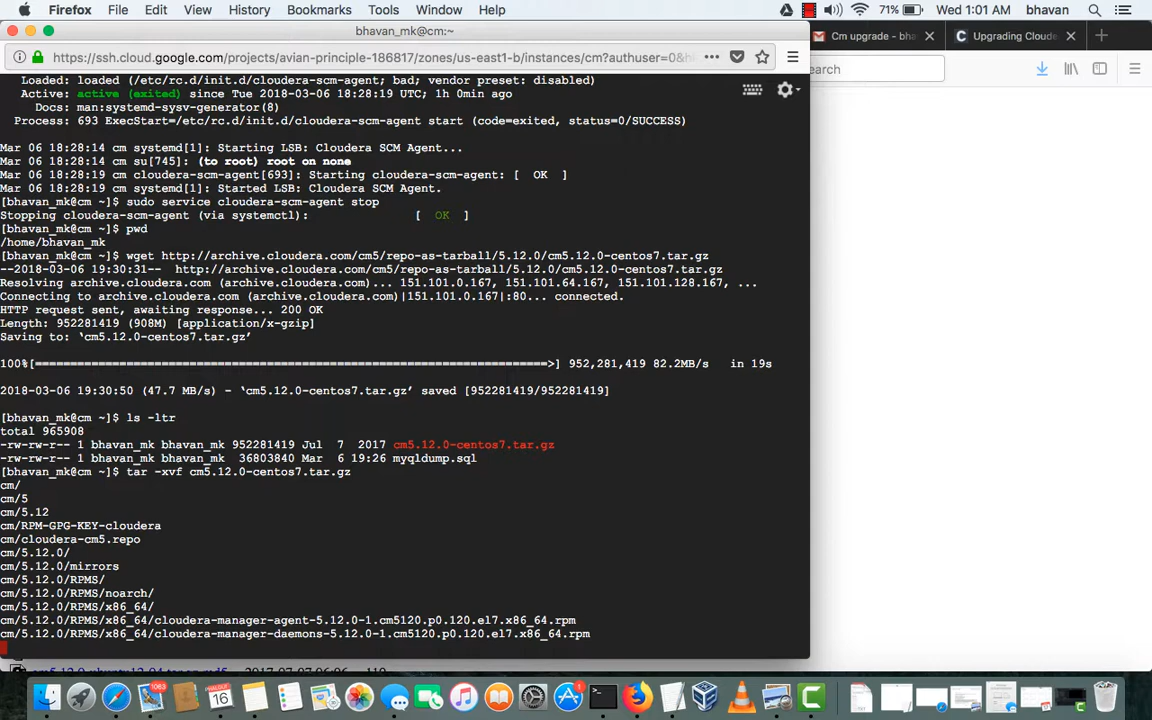 Firefox File Edit View History Bookmarks Tools Window Help 71% Wed 1:01 AM bhavan
bhavan_mk@cm:~
Cm upgrade - bha
Upgrading Cloude
https://ssh.cloud.google.com/projects/avian-principle-186817/zones/us-east1-b/instances/cm?authuser=0&h
earch
Loaded: loaded (/etc/rc.d/init.d/cloudera-scm-agent; bad; vendor preset: disabled)
Active: active (exited) since Tue 2018-03-06 18:28:19 UTC; 1h 0min ago
Docs: man:systemd-sysv-generator(8)
Process: 693 ExecStart=/etc/rc.d/init.d/cloudera-scm-agent start (code=exited, status=0/SUCCESS)
Mar 06 18:28:14 cm systemd[1]: Starting LSB: Cloudera SCM Agent...
Mar 06 18:28:14 cm su[745]: (to root) root on none
Mar 06 18:28:19 cm cloudera-scm-agent[693]: Starting cloudera-scm-agent: [ OK ]
Mar 06 18:28:19 cm systemd[1]: Started LSB: Cloudera SCM Agent.
[bhavan_mk@cm ~]$ sudo service cloudera-scm-agent stop
Stopping cloudera-scm-agent (via systemctl): [ OK ]
[bhavan_mk@cm ~]$ pwd
/home/bhavan_mk
[bhavan_mk@cm ~]$ wget http://archive.cloudera.com/cm5/repo-as-tarball/5.12.0/cm5.12.0-centos7.tar.gz
--2018-03-06 19:30:31-- http://archive.cloudera.com/cm5/repo-as-tarball/5.12.0/cm5.12.0-centos7.tar.gz
Resolving archive.cloudera.com (archive.cloudera.com)... 151.101.0.167, 151.101.64.167, 151.101.128.167, ...
Connecting to archive.cloudera.com (archive.cloudera.com)|151.101.0.167|:80... connected.
HTTP request sent, awaiting response... 200 OK
Length: 952281419 (908M) [application/x-gzip]
Saving to: ‘cm5.12.0-centos7.tar.gz’
100%[==========================================================>] 952,281,419 82.2MB/s in 19s
2018-03-06 19:30:50 (47.7 MB/s) - ‘cm5.12.0-centos7.tar.gz’ saved [952281419/952281419]
[bhavan_mk@cm ~]$ ls -ltr
total 965908
-rw-rw-r-- 1 bhavan_mk bhavan_mk 952281419 Jul 7 2017 cm5.12.0-centos7.tar.gz
-rw-rw-r-- 1 bhavan_mk bhavan_mk 36803840 Mar 6 19:26 myqldump.sql
[bhavan_mk@cm ~]$ tar -xvf cm5.12.0-centos7.tar.gz
cm/
cm/5
cm/5.12
cm/RPM-GPG-KEY-cloudera
cm/cloudera-cm5.repo
cm/5.12.0/
cm/5.12.0/mirrors
cm/5.12.0/RPMS/
cm/5.12.0/RPMS/noarch/
cm/5.12.0/RPMS/x86_64/
cm/5.12.0/RPMS/x86_64/cloudera-manager-agent-5.12.0-1.cm5120.p0.120.el7.x86_64.rpm
cm/5.12.0/RPMS/x86_64/cloudera-manager-daemons-5.12.0-1.cm5120.p0.120.el7.x86_64.rpm
1063
16
1